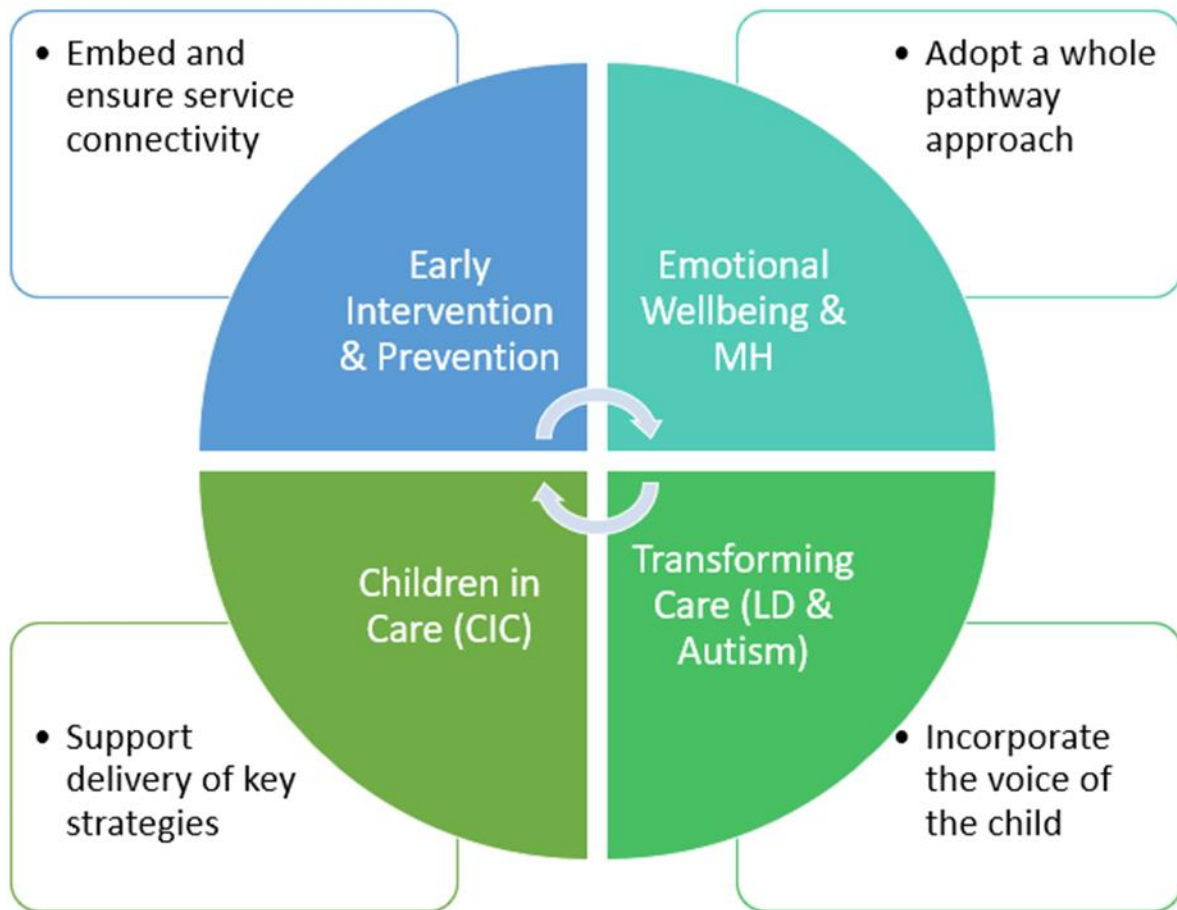 • Embed and
ensure service
connectivity
• Adopt a whole
pathway
approach
Early
Intervention
& Prevention
Emotional
Wellbeing &
MH
Children in
Care (CIC)
Transforming
Care (LD &
Autism)
• Support
delivery of key
strategies
• Incorporate
the voice of
the child